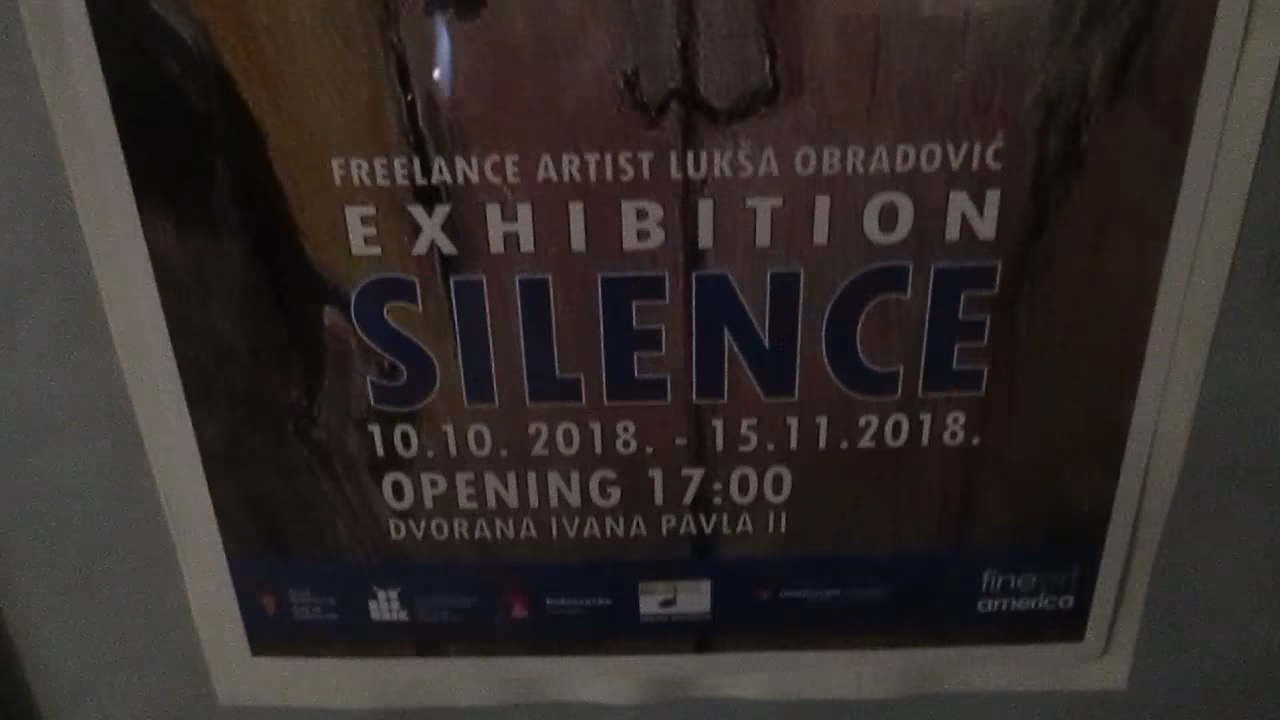 FREELANCE ARTIST LUKŠA OBRADOVIĆ
EXHIBITION
SILENCE
10.10. 2018. - 15.11.2018.
OPENING 17:00
DVORANA IVANA PAVLA II
fineart
america